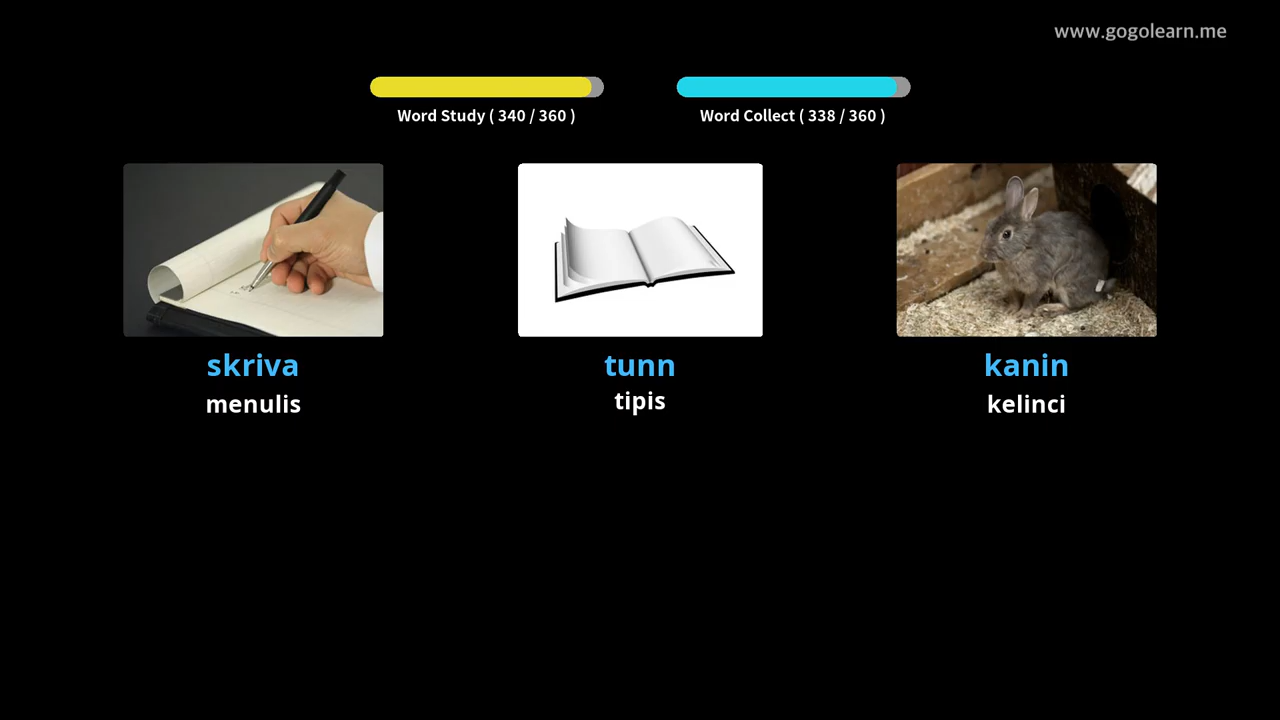 www.gogolearn.me
Word Study ( 340 / 360 )
Word Collect ( 338 / 360 )
skriva
menulis
tunn
tipis
kanin
kelinci